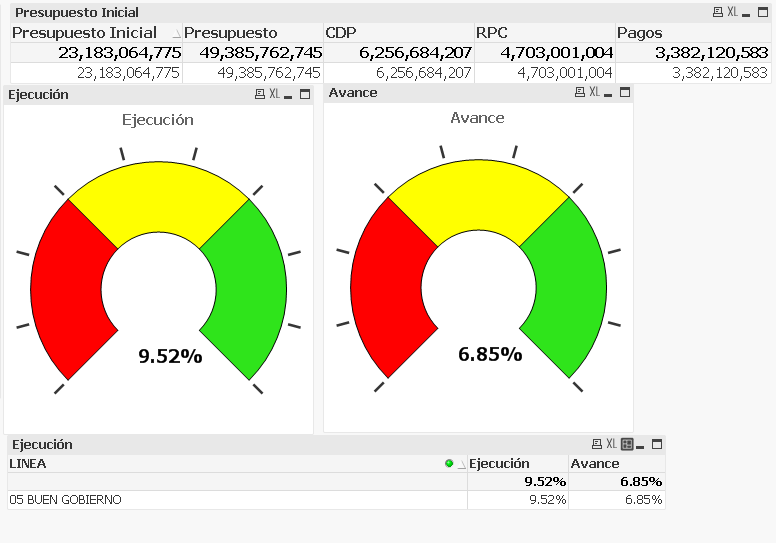 Presupuesto Inicial XL
Presupuesto Inicial Presupuesto CDP RPC Pagos
23,183,064,775 49,385,762,745 6,256,684,207 4,703,001,004 3,382,120,583
23,183,064,775 49,385,762,745 6,256,684,207 4,703,001,004 3,382,120,583
Ejecución XL
Ejecución
9.52%
Avance XL
Avance
6.85%
Ejecución XL
LINEA Ejecución Avance
9.52% 6.85%
05 BUEN GOBIERNO 9.52% 6.85%